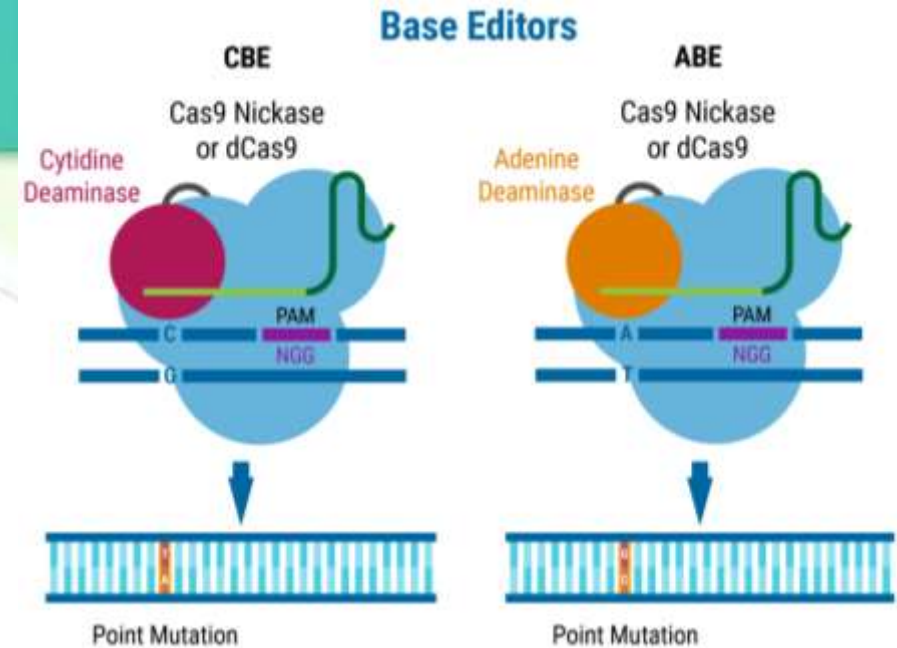 Base Editors
CBE
Cas9 Nickase
or dCas9
Cytidine
Deaminase
PAM
C
NGG
G
T
A
Point Mutation
ABE
Cas9 Nickase
or dCas9
Adenine
Deaminase
PAM
A
NGG
T
G
Point Mutation